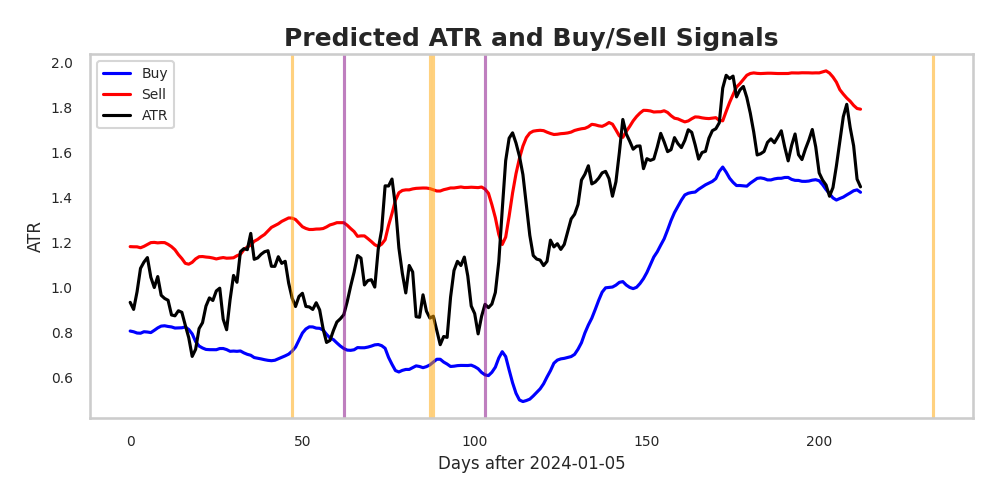 Predicted ATR and Buy/Sell Signals
Buy
Sell
ATR
2.0
1.8
1.6
1.4
1.2
1.0
0.8
0.6
ATR
0
50
100
150
200
Days after 2024-01-05